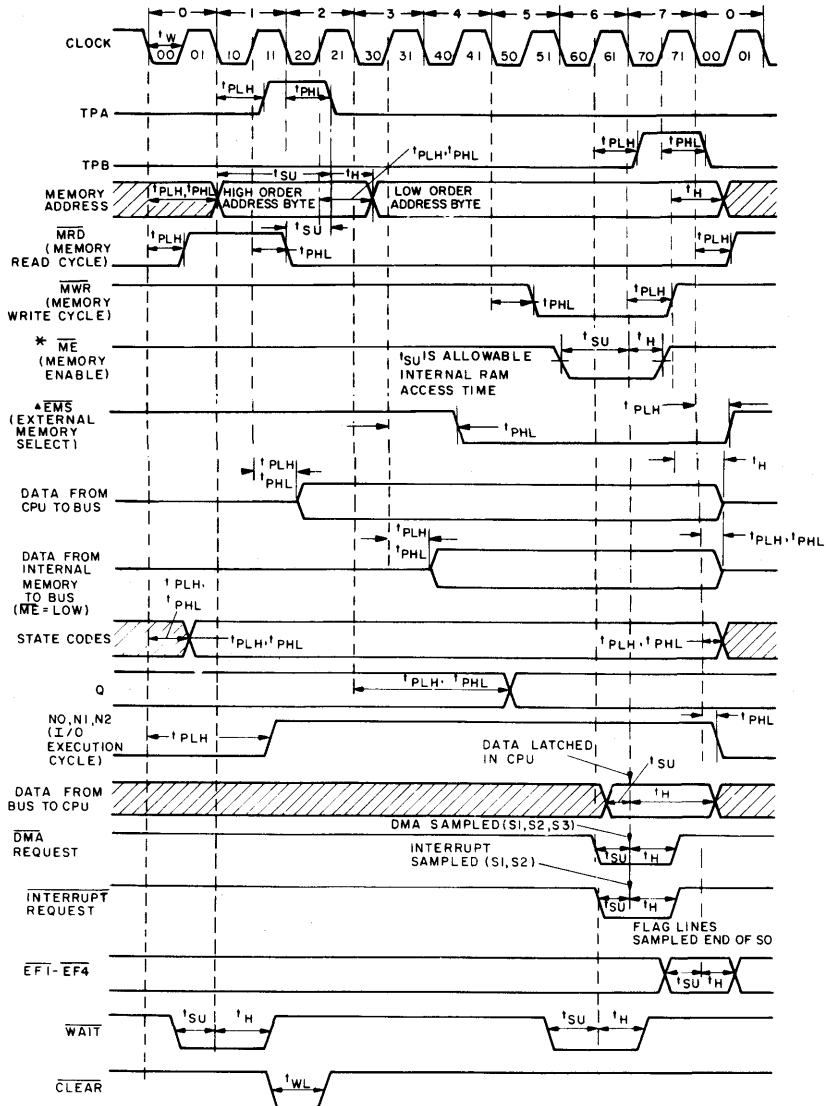 0 1 2 3 4 5 6 7 0
CLOCK
tW
00 01 10 11 20 21 30 31 40 41 50 51 60 61 70 71 00 01
tPLH tPHL
TPA
tPLH tPHL
TPB
tSU tH tPLH,tPHL
MEMORY
ADDRESS
tPLH,tPHL
HIGH ORDER
ADDRESS BYTE
LOW ORDER
ADDRESS BYTE
tH
MRD
(MEMORY
READ CYCLE)
tPLH
tSU
tPHL
tPLH
MWR
(MEMORY
WRITE CYCLE)
tPHL
tPLH
* ME
(MEMORY
ENABLE)
tSU tH
tSU IS ALLOWABLE
INTERNAL RAM
ACCESS TIME
▲EMS
(EXTERNAL
MEMORY
SELECT)
tPHL
tPLH
DATA FROM
CPU TO BUS
tPLH
tPHL
tH
DATA FROM
INTERNAL
MEMORY
TO BUS
(ME=LOW)
tPLH
tPHL
tPLH,tPHL
STATE CODES
tPLH,
tPHL
tPLH,tPHL
tPLH,tPHL
Q
tPLH, tPHL
N0,N1,N2
(I/O
EXECUTION
CYCLE)
tPLH
tPHL
DATA LATCHED
IN CPU
DATA FROM
BUS TO CPU
tSU
tH
DMA
REQUEST
DMA SAMPLED(S1,S2,S3)
tSU tH
INTERRUPT
SAMPLED (S1,S2)
INTERRUPT
REQUEST
tSU tH
FLAG LINES
SAMPLED END OF S0
EF1-EF4
tSU tH
WAIT
tSU tH
tSU tH
CLEAR
tWL